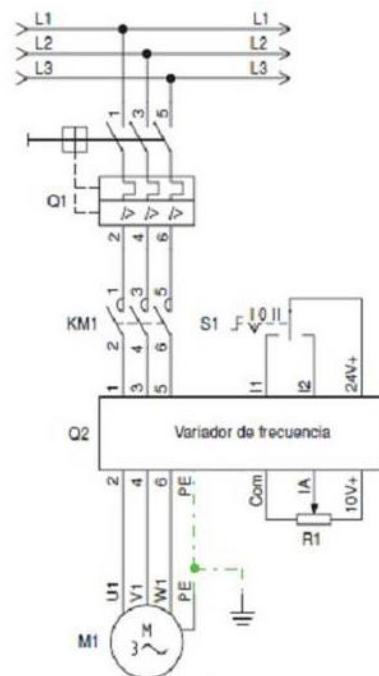 L1 L1
L2 L2
L3 L3
1 3 5
Q1
2 4 6
1 3 5
KM1
S1 I 0 II
2 4 6
1 3 5 I1 I2 24V+
Q2 Variador de frecuencia
2 4 6 PE Com IA 10V+
R1
U1 V1 W1 PE
M1 M
3